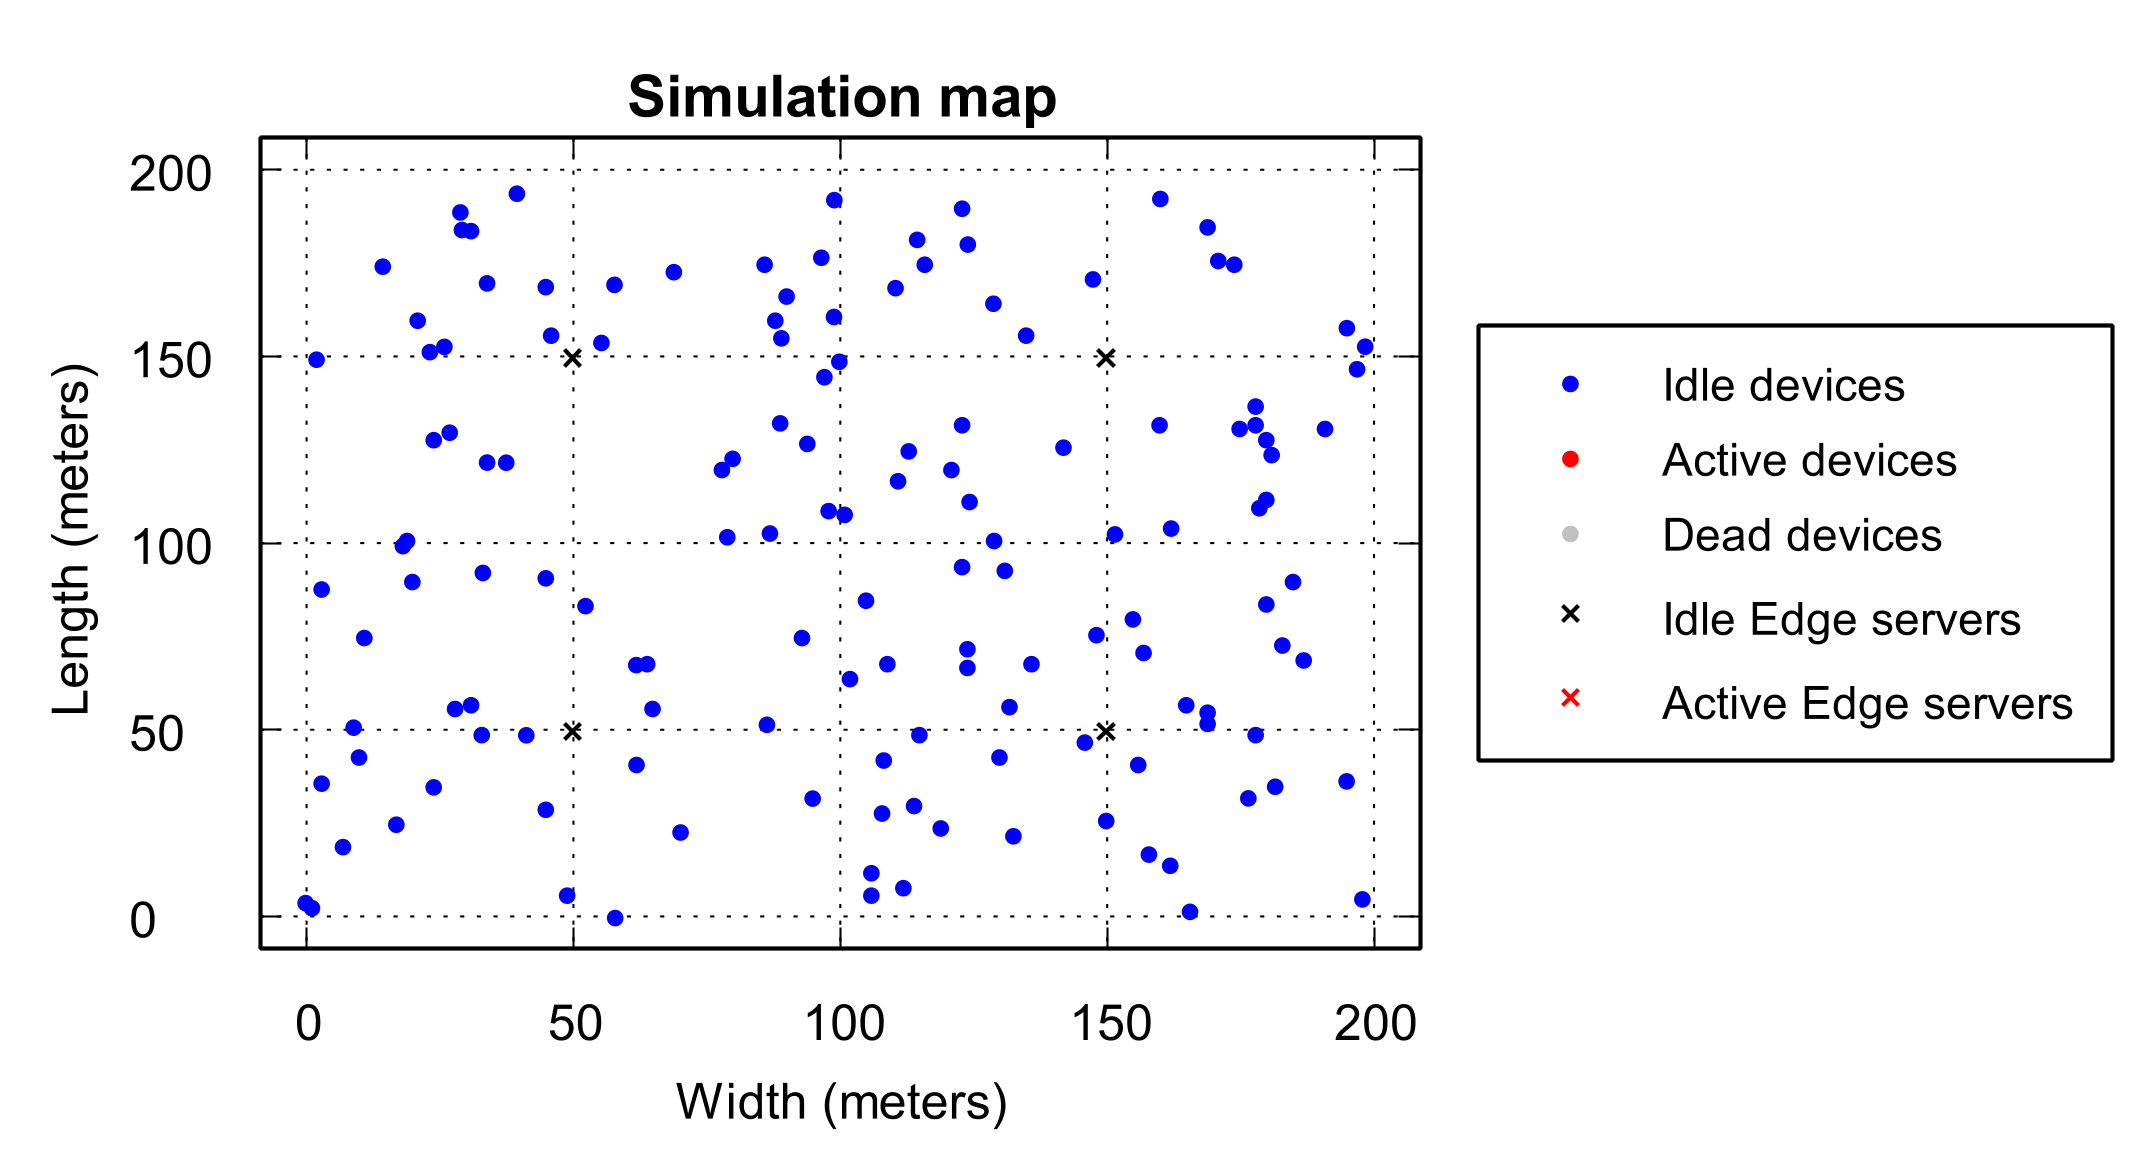 Simulation map
200
150
100
50
0
Length (meters)
0 50 100 150 200
Width (meters)
Idle devices
Active devices
Dead devices
Idle Edge servers
Active Edge servers